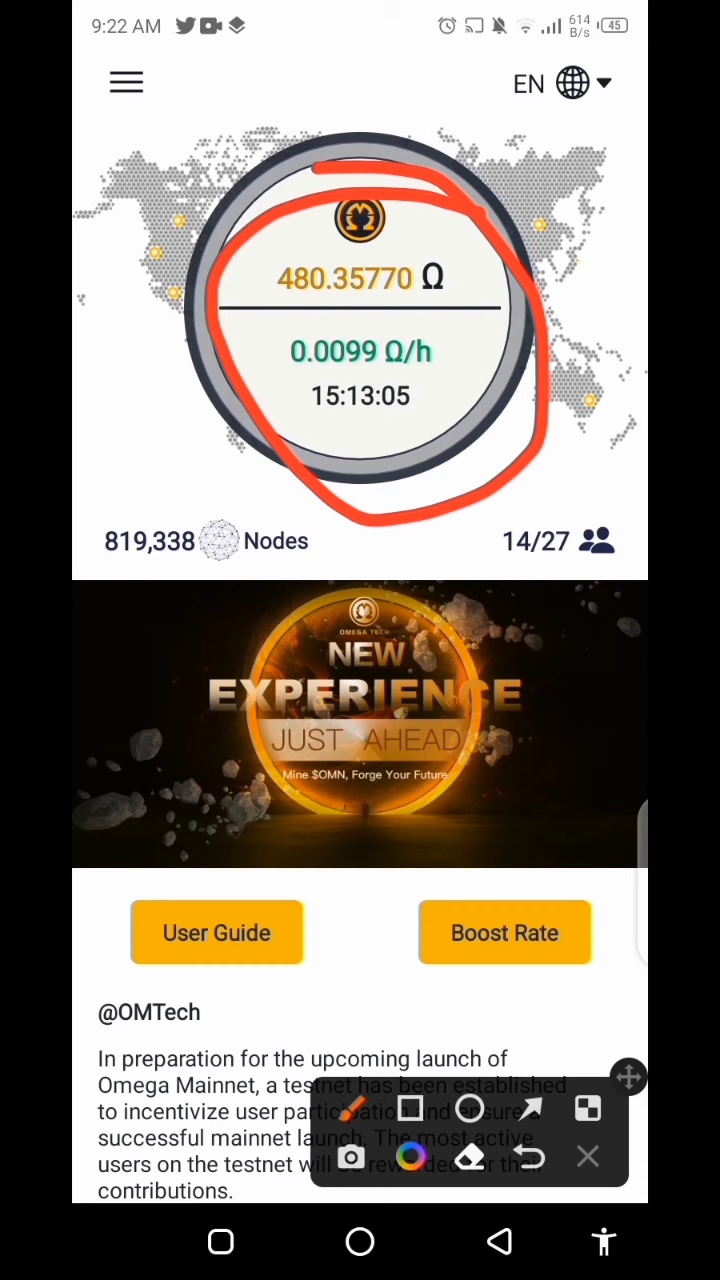 9:22 AM
614
B/s
45
EN
480.35770 Ω
0.0099 Ω/h
15:13:05
819,338 Nodes
14/27
OMEGA TECH
NEW
EXPERIENCE
JUST AHEAD
Mine $OMN, Forge Your Future
User Guide
Boost Rate
@OMTech
In preparation for the upcoming launch of
Omega Mainnet, a testnet has been established
to incentivize user participation and ensure a
successful mainnet launch. The most active
users on the testnet will be rewarded for their
contributions.